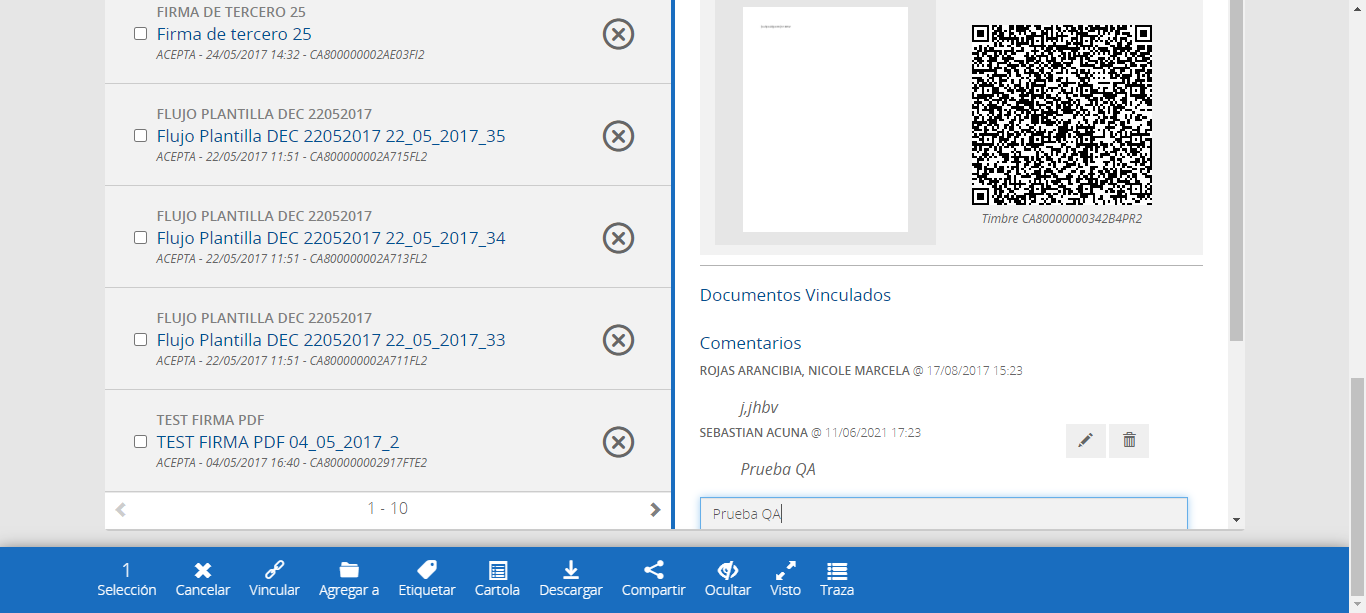 FIRMA DE TERCERO 25
Firma de tercero 25
ACEPTA - 24/05/2017 14:32 - CA800000002AE03FI2
FLUJO PLANTILLA DEC 22052017
Flujo Plantilla DEC 22052017 22_05_2017_35
ACEPTA - 22/05/2017 11:51 - CA800000002A715FL2
FLUJO PLANTILLA DEC 22052017
Flujo Plantilla DEC 22052017 22_05_2017_34
ACEPTA - 22/05/2017 11:51 - CA800000002A713FL2
FLUJO PLANTILLA DEC 22052017
Flujo Plantilla DEC 22052017 22_05_2017_33
ACEPTA - 22/05/2017 11:51 - CA800000002A711FL2
TEST FIRMA PDF
TEST FIRMA PDF 04_05_2017_2
ACEPTA - 04/05/2017 16:40 - CA800000002917FTE2
1 - 10
Timbre CA80000000342B4PR2
Documentos Vinculados
Comentarios
ROJAS ARANCIBIA, NICOLE MARCELA @ 17/08/2017 15:23
j,jhbv
SEBASTIAN ACUNA @ 11/06/2021 17:23
Prueba QA
Prueba QA
1
Selección
Cancelar
Vincular
Agregar a
Etiquetar
Cartola
Descargar
Compartir
Ocultar
Visto
Traza